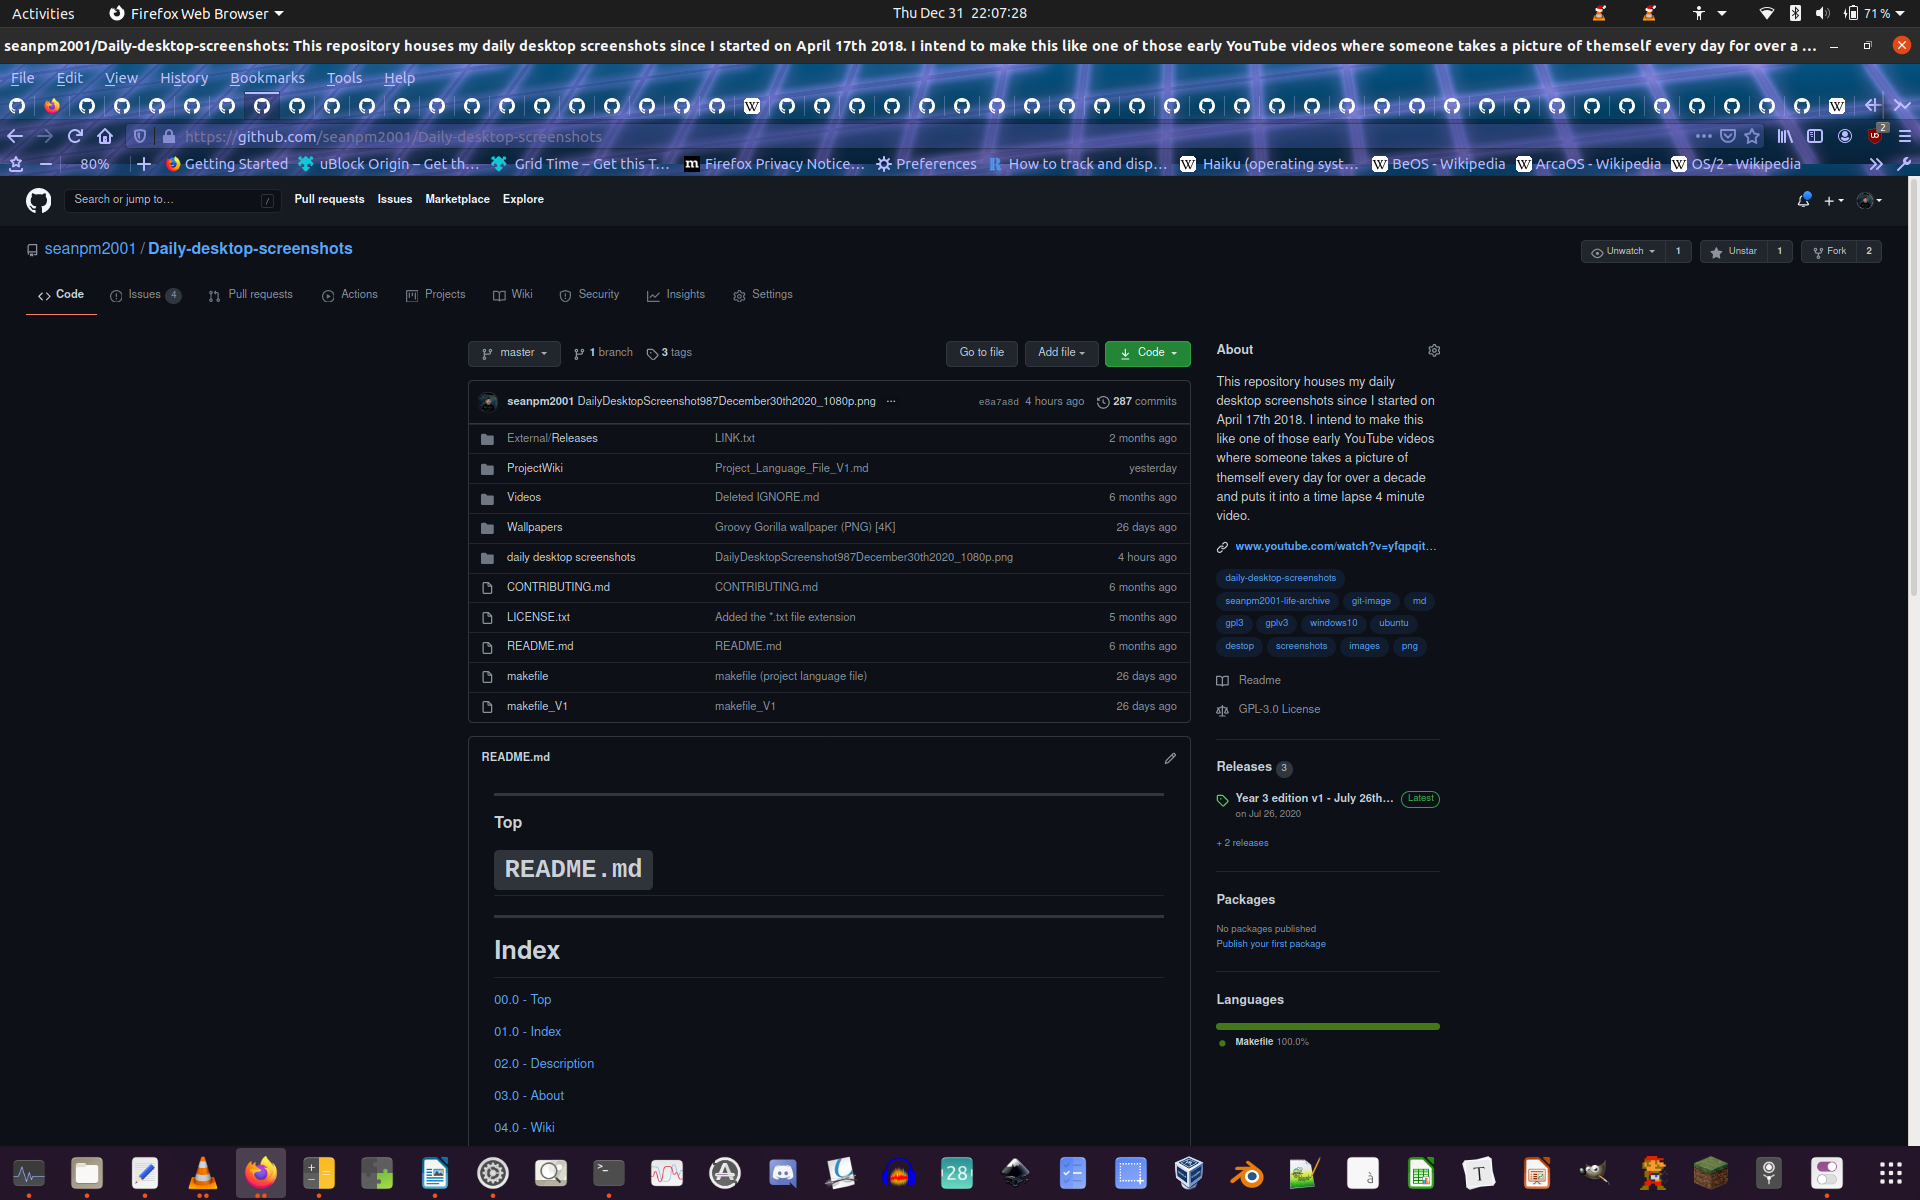 Activities Firefox Web Browser Thu Dec 31 22:07:28 71 %
seanpm2001/Daily-desktop-screenshots: This repository houses my daily desktop screenshots since I started on April 17th 2018. I intend to make this like one of those early YouTube videos where someone takes a picture of themself every day for over a ...
File Edit View History Bookmarks Tools Help
https://github.com/seanpm2001/Daily-desktop-screenshots 2
80% Getting Started uBlock Origin – Get th… Grid Time – Get this T… Firefox Privacy Notice… Preferences How to track and disp… Haiku (operating syst… BeOS - Wikipedia ArcaOS - Wikipedia OS/2 - Wikipedia
Search or jump to… / Pull requests Issues Marketplace Explore
seanpm2001 / Daily-desktop-screenshots Unwatch 1 Unstar 1 Fork 2
Code Issues 4 Pull requests Actions Projects Wiki Security Insights Settings
master 1 branch 3 tags Go to file Add file Code
seanpm2001 DailyDesktopScreenshot987December30th2020_1080p.png ... e8a7a8d 4 hours ago 287 commits
External/Releases LINK.txt 2 months ago
ProjectWiki Project_Language_File_V1.md yesterday
Videos Deleted IGNORE.md 6 months ago
Wallpapers Groovy Gorilla wallpaper (PNG) [4K] 26 days ago
daily desktop screenshots DailyDesktopScreenshot987December30th2020_1080p.png 4 hours ago
CONTRIBUTING.md CONTRIBUTING.md 6 months ago
LICENSE.txt Added the *.txt file extension 5 months ago
README.md README.md 6 months ago
makefile makefile (project language file) 26 days ago
makefile_V1 makefile_V1 26 days ago
README.md
Top
README.md
Index
00.0 - Top
01.0 - Index
02.0 - Description
03.0 - About
04.0 - Wiki
About
This repository houses my daily
desktop screenshots since I started on
April 17th 2018. I intend to make this
like one of those early YouTube videos
where someone takes a picture of
themself every day for over a decade
and puts it into a time lapse 4 minute
video.
www.youtube.com/watch?v=yfqpqit...
daily-desktop-screenshots
seanpm2001-life-archive git-image md
gpl3 gplv3 windows10 ubuntu
destop screenshots images png
Readme
GPL-3.0 License
Releases 3
Year 3 edition v1 - July 26th... Latest
on Jul 26, 2020
+ 2 releases
Packages
No packages published
Publish your first package
Languages
Makefile 100.0%
28